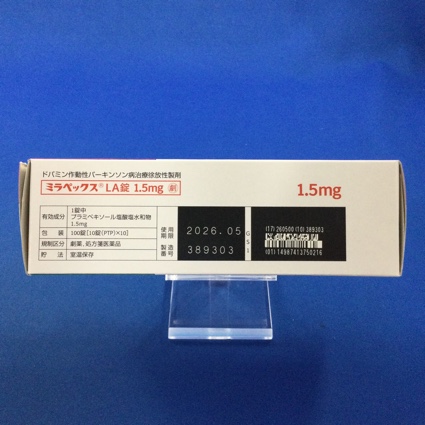 ドパミン作動性パーキンソン病治療徐放性製剤
ミラペックス® LA錠 1.5mg 劇
1.5mg
有効成分 1錠中
プラミペキソール塩酸塩水和物
1.5mg
包 装 100錠[10錠(PTP)×10]
規制区分 劇薬、処方箋医薬品
貯 法 室温保存
使用期限 2026.05
製造番号 389303
GS1
(17)260500(10)389303
(01)14987413750216